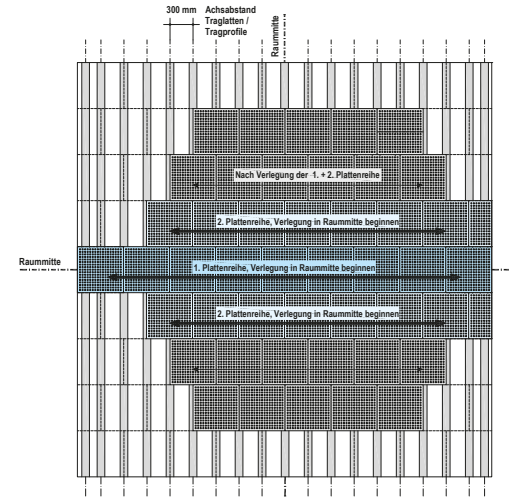 300 mm Achsabstand
Traglatten /
Tragprofile
Raummitte
Nach Verlegung der 1. + 2. Plattenreihe
2. Plattenreihe, Verlegung in Raummitte beginnen
Raummitte
1. Plattenreihe, Verlegung in Raummitte beginnen
2. Plattenreihe, Verlegung in Raummitte beginnen